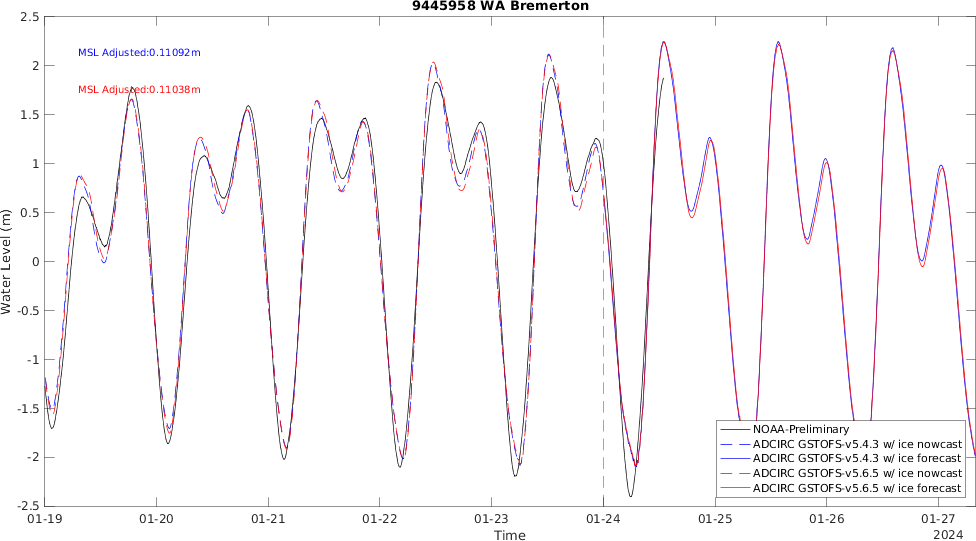 9445958 WA Bremerton
2.5
2
1.5
1
0.5
0
-0.5
-1
-1.5
-2
-2.5
Water Level (m)
MSL Adjusted:0.11092m
MSL Adjusted:0.11038m
NOAA-Preliminary
ADCIRC GSTOFS-v5.4.3 w/ ice nowcast
ADCIRC GSTOFS-v5.4.3 w/ ice forecast
ADCIRC GSTOFS-v5.6.5 w/ ice nowcast
ADCIRC GSTOFS-v5.6.5 w/ ice forecast
01-19 01-20 01-21 01-22 01-23 01-24 01-25 01-26 01-27
Time
2024